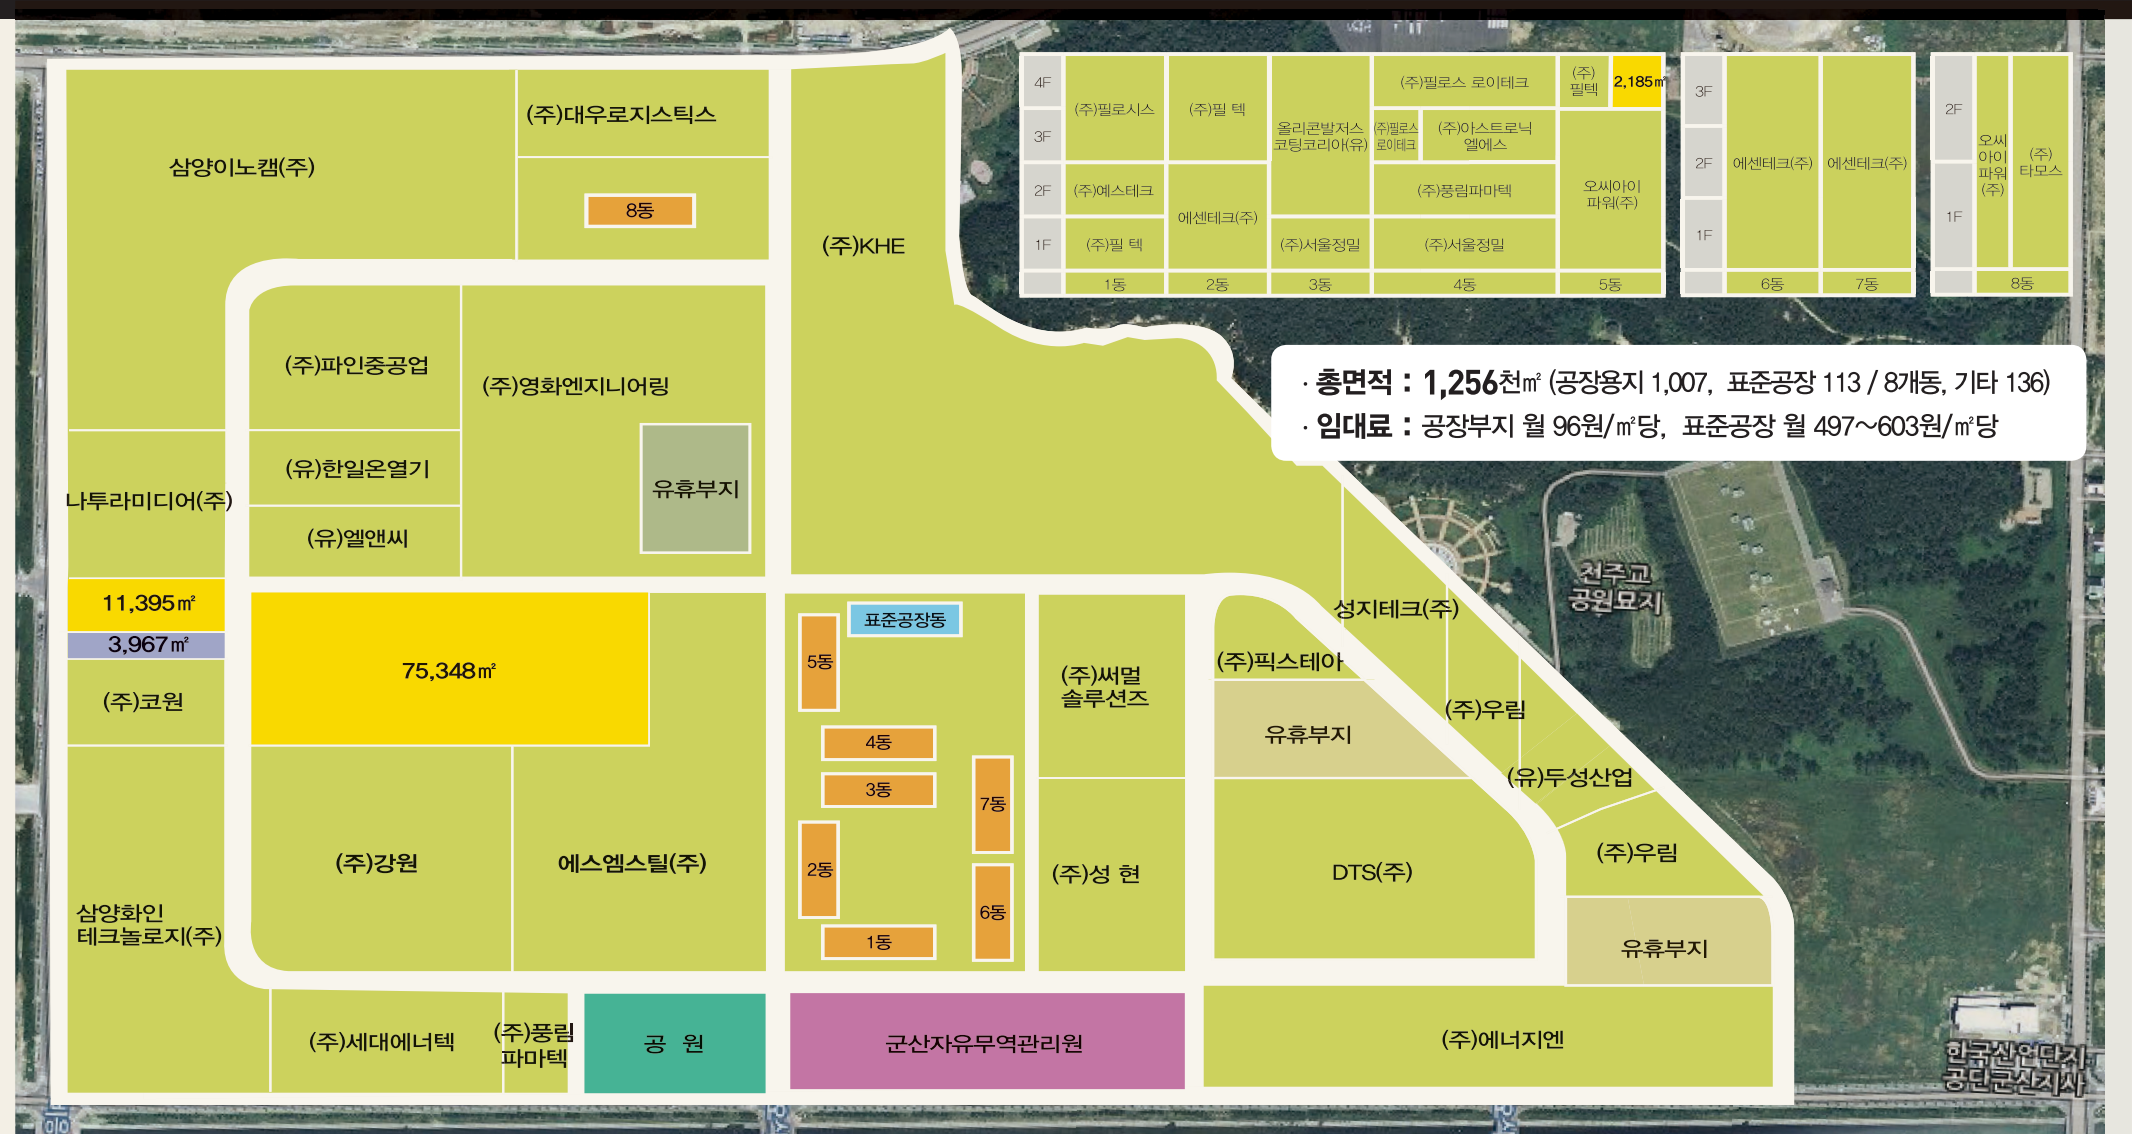 삼양이노캠(주)
(주)대우로지스틱스
8동
(주)KHE
4F
3F
2F
1F
(주)필로시스
(주)예스테크
(주)필 텍
1동
(주)필 텍
에센테크(주)
2동
올리콘발저스
코팅코리아(유)
(주)서울정밀
3동
(주)필로스 로이테크
(주)필로스
로이테크
(주)아스트로닉
엘에스
(주)풍림파마텍
(주)서울정밀
4동
(주)
필텍
2,185㎡
오씨아이
파워(주)
5동
3F
2F
1F
에센테크(주)
6동
에센테크(주)
7동
2F
1F
오씨
아이
파워
(주)
(주)
타모스
8동
· 총면적 : 1,256천㎡ (공장용지 1,007, 표준공장 113 / 8개동, 기타 136)
· 임대료 : 공장부지 월 96원/㎡당, 표준공장 월 497~603원/㎡당
(주)파인중공업
(주)영화엔지니어링
(유)한일온열기
유휴부지
나투라미디어(주)
(유)엘앤씨
11,395㎡
3,967㎡
(주)코원
75,348㎡
표준공장동
5동
4동
3동
7동
2동
6동
1동
(주)써멀
솔루션즈
(주)성 현
(주)픽스테아
유휴부지
DTS(주)
성지테크(주)
(주)우림
(유)두성산업
(주)우림
유휴부지
천주교
공원묘지
(주)강원
에스엠스틸(주)
삼양화인
테크놀로지(주)
(주)세대에너텍
(주)풍림
파마텍
공 원
군산자유무역관리원
(주)에너지엔
한국산업단지
공단군산지사